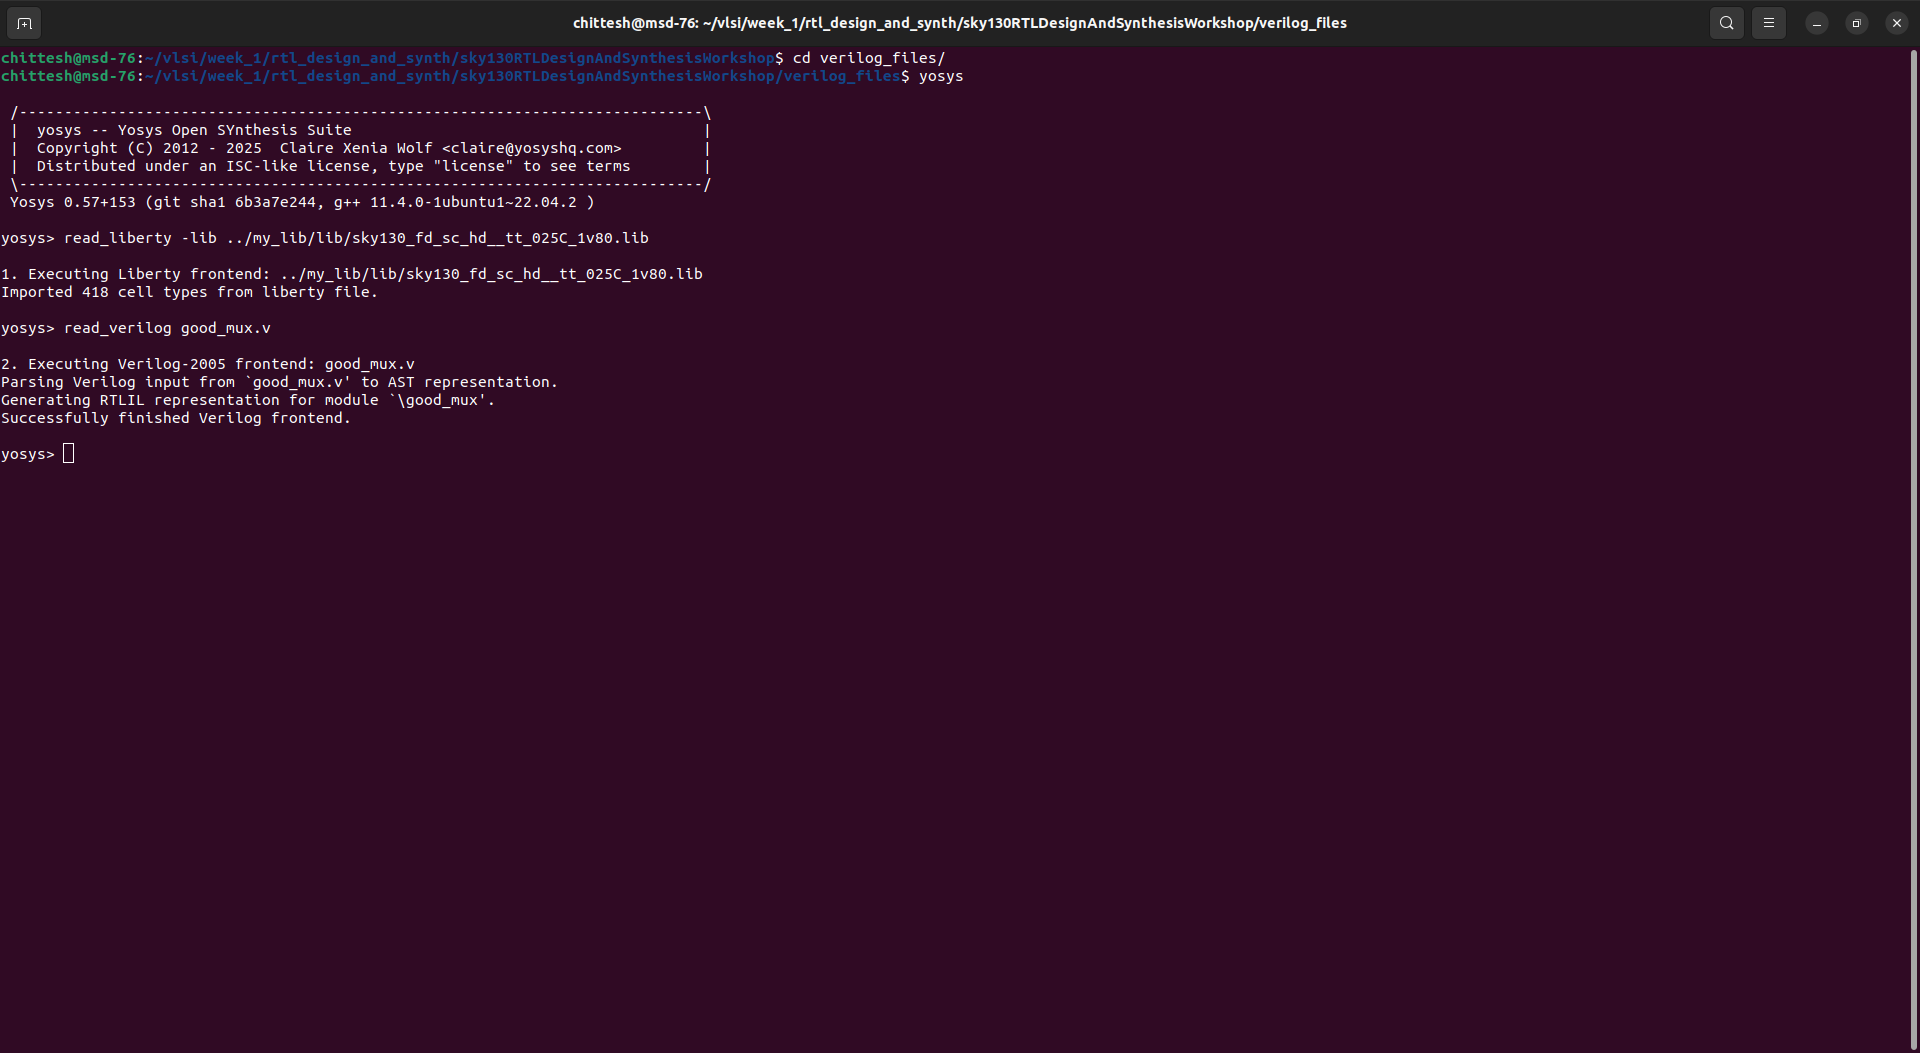 chittesh@msd-76: ~/vlsi/week_1/rtl_design_and_synth/sky130RTLDesignAndSynthesisWorkshop/verilog_files
chittesh@msd-76:~/vlsi/week_1/rtl_design_and_synth/sky130RTLDesignAndSynthesisWorkshop$ cd verilog_files/
chittesh@msd-76:~/vlsi/week_1/rtl_design_and_synth/sky130RTLDesignAndSynthesisWorkshop/verilog_files$ yosys
/----------------------------------------------------------------------------\
|  yosys -- Yosys Open SYnthesis Suite                                       |
|  Copyright (C) 2012 - 2025  Claire Xenia Wolf <claire@yosyshq.com>         |
|  Distributed under an ISC-like license, type "license" to see terms        |
\----------------------------------------------------------------------------/
Yosys 0.57+153 (git sha1 6b3a7e244, g++ 11.4.0-1ubuntu1~22.04.2 )
yosys> read_liberty -lib ../my_lib/lib/sky130_fd_sc_hd__tt_025C_1v80.lib
1. Executing Liberty frontend: ../my_lib/lib/sky130_fd_sc_hd__tt_025C_1v80.lib
Imported 418 cell types from liberty file.
yosys> read_verilog good_mux.v
2. Executing Verilog-2005 frontend: good_mux.v
Parsing Verilog input from `good_mux.v' to AST representation.
Generating RTLIL representation for module `\good_mux'.
Successfully finished Verilog frontend.
yosys>